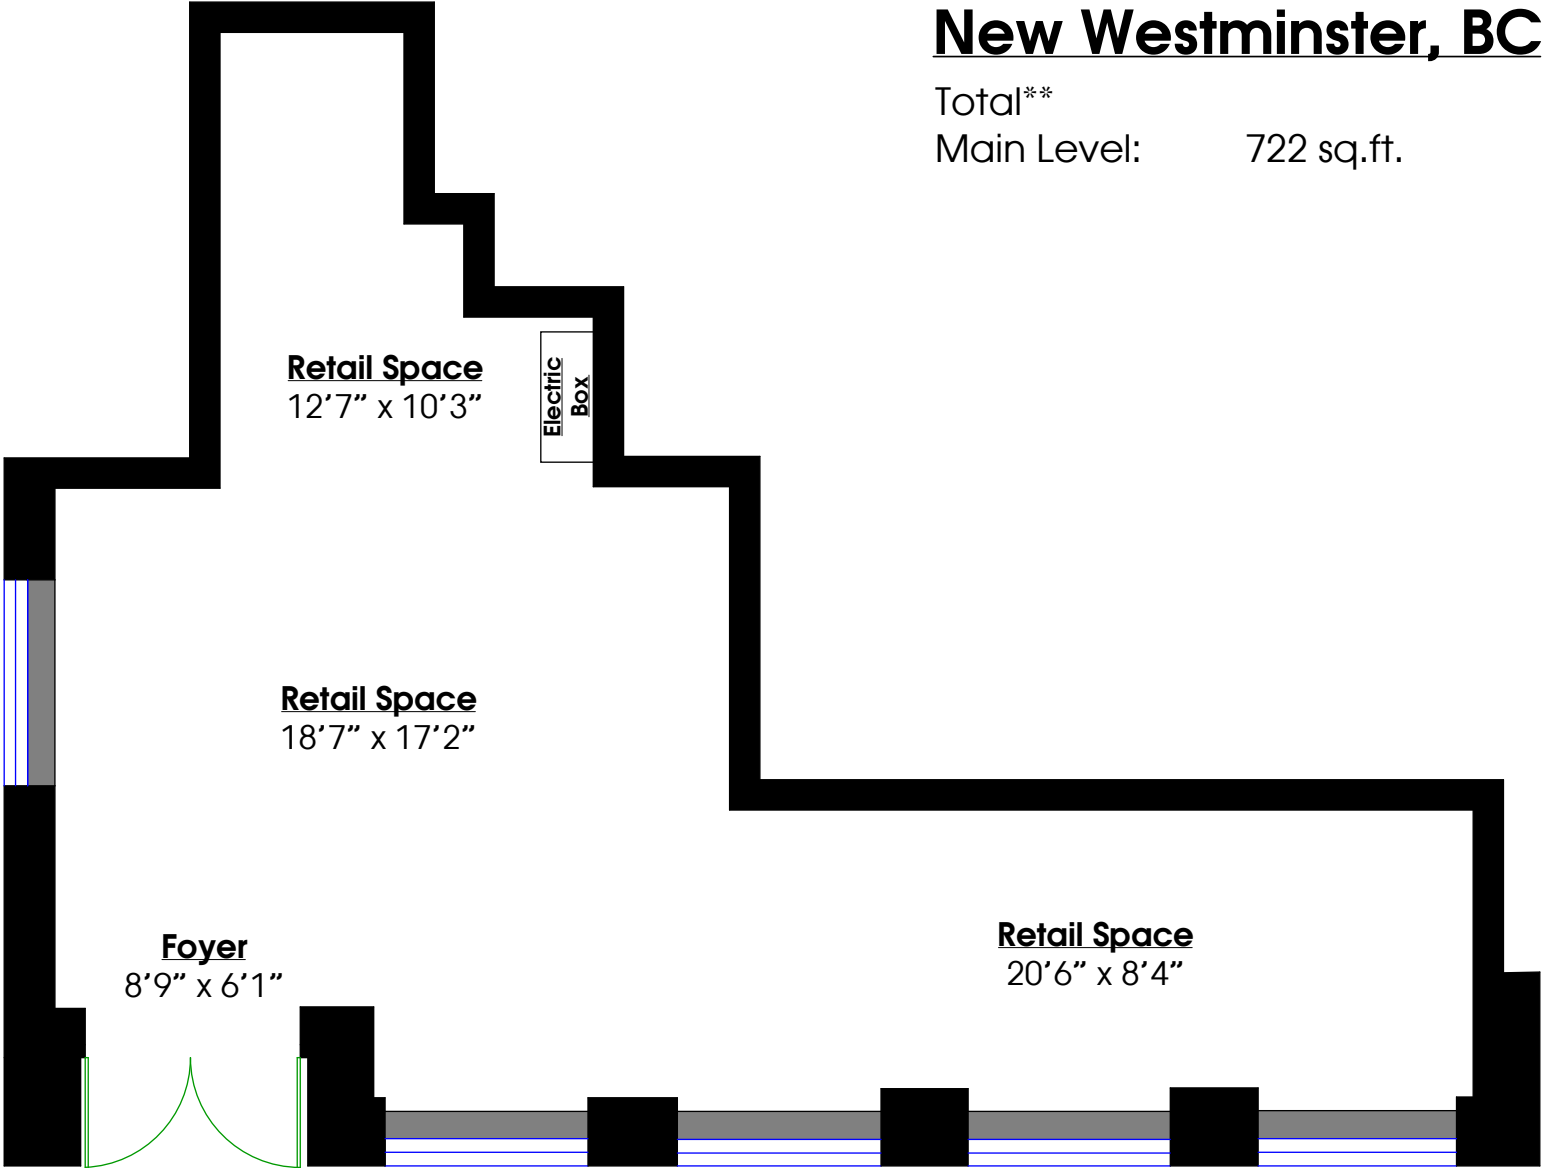 New Westminster, BC
Total**
Main Level: 722 sq.ft.
Retail Space
12’7” x 10’3”
Electric
Box
Retail Space
18’7” x 17’2”
Foyer
8’9” x 6’1”
Retail Space
20’6” x 8’4”